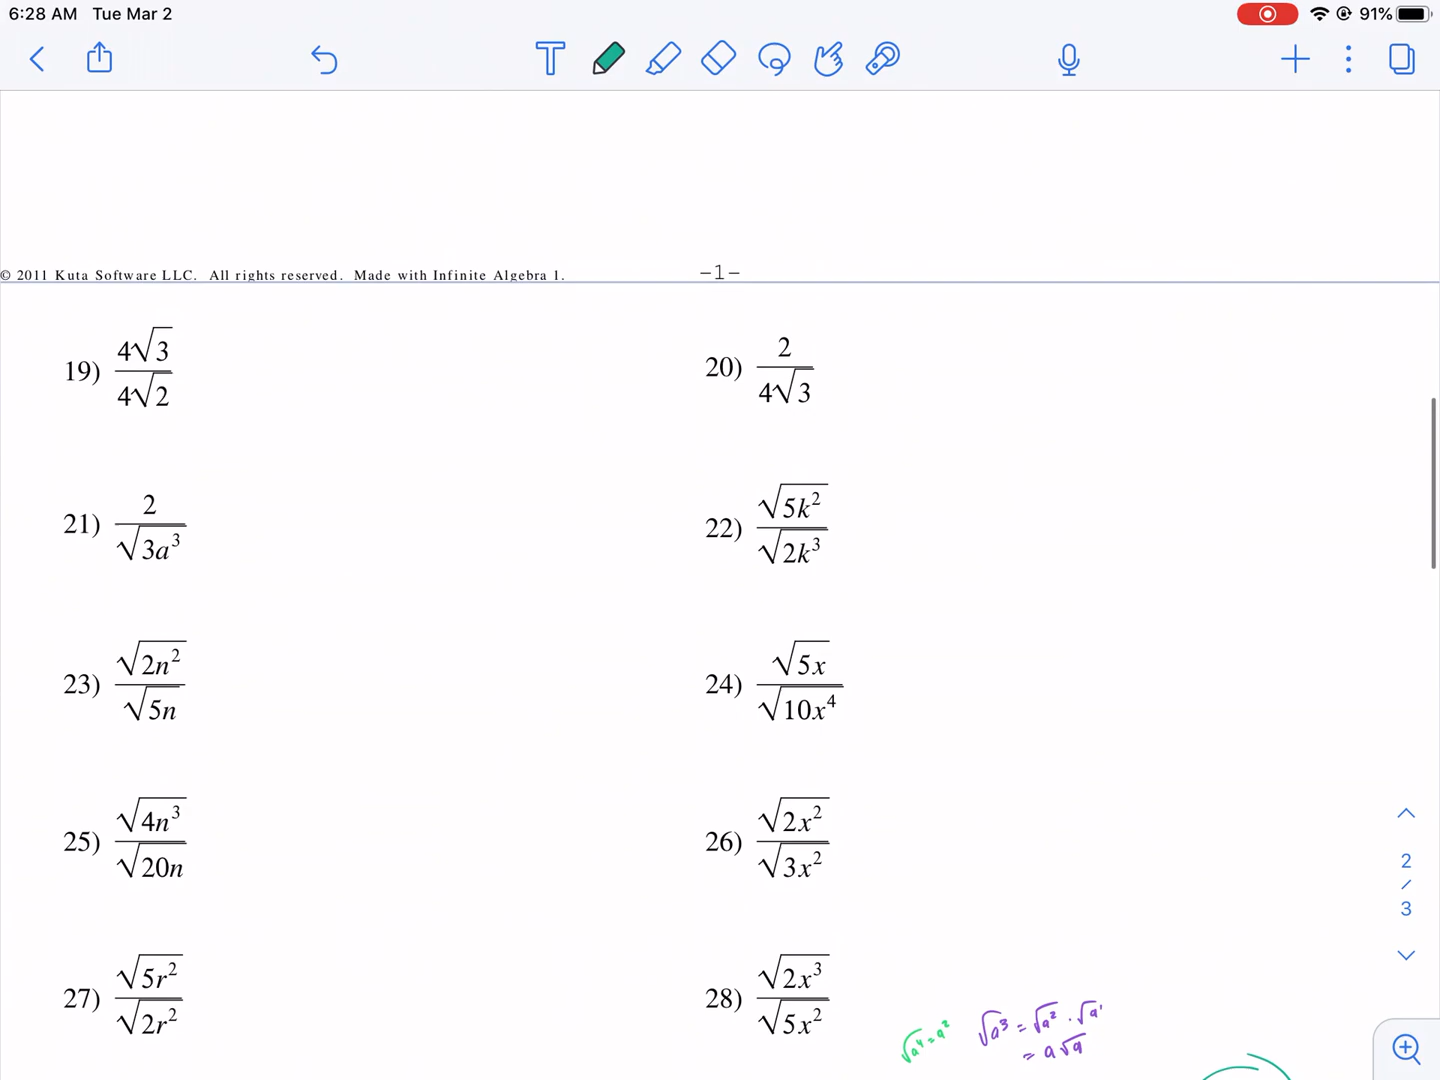 6:28 AM Tue Mar 2 91%
© 2011 Kuta Software LLC. All rights reserved. Made with Infinite Algebra 1. -1-
19) 4√3 / 4√2
20) 2 / 4√3
21) 2 / √3a³
22) √5k² / √2k³
23) √2n² / √5n
24) √5x / √10x⁴
25) √4n³ / √20n
26) √2x² / √3x²
2 / 3
27) √5r² / √2r²
28) √2x³ / √5x²
√a⁴ = a²
√a³ = √a² · √a¹
= a√a